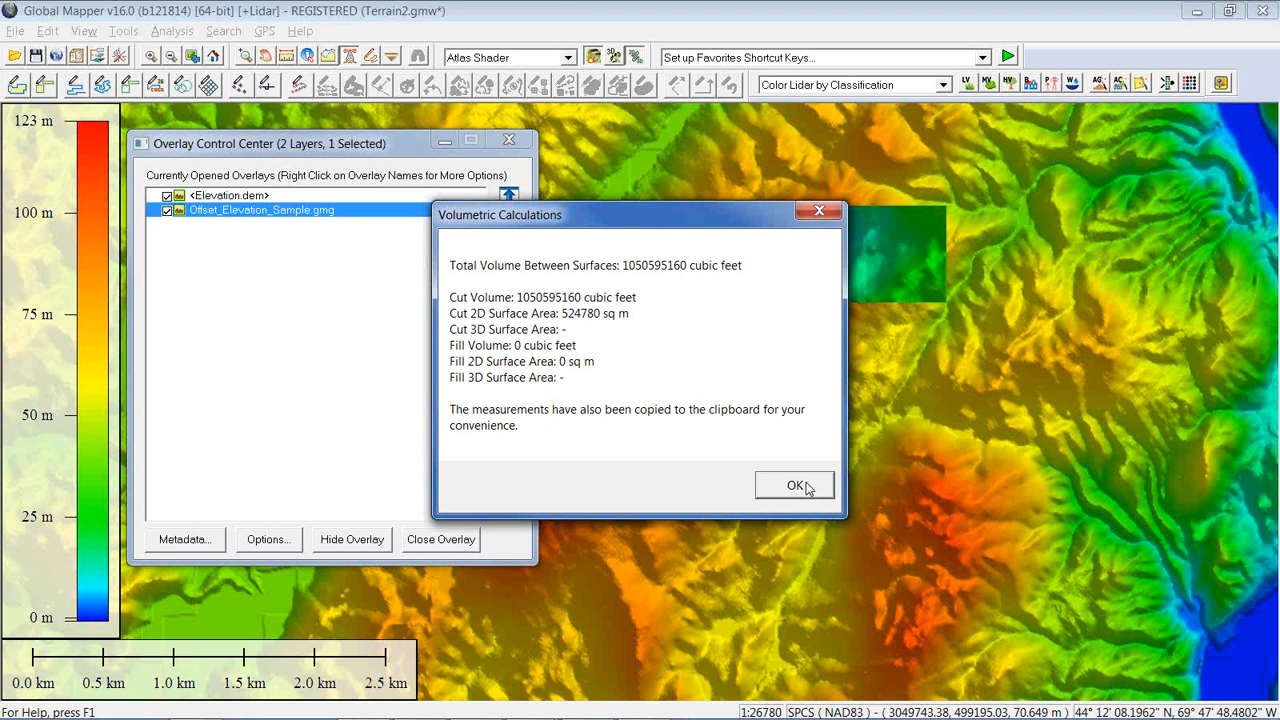 Global Mapper v16.0 (b121814) [64-bit] [+Lidar] - REGISTERED (Terrain2.gmw*)
File Edit View Tools Analysis Search GPS Help
Atlas Shader Set up Favorites Shortcut Keys...
Color Lidar by Classification
123 m
100 m
75 m
50 m
25 m
0 m
Overlay Control Center (2 Layers, 1 Selected)
Currently Opened Overlays (Right Click on Overlay Names for More Options)
<Elevation.dem>
Offset_Elevation_Sample.gmg
Metadata... Options... Hide Overlay Close Overlay
Volumetric Calculations
Total Volume Between Surfaces: 1050595160 cubic feet
Cut Volume: 1050595160 cubic feet
Cut 2D Surface Area: 524780 sq m
Cut 3D Surface Area: -
Fill Volume: 0 cubic feet
Fill 2D Surface Area: 0 sq m
Fill 3D Surface Area: -
The measurements have also been copied to the clipboard for your
convenience.
OK
0.0 km 0.5 km 1.0 km 1.5 km 2.0 km 2.5 km
For Help, press F1 1:26780 SPCS ( NAD83 ) - ( 3049743.38, 499195.03, 70.649 m ) 44° 12' 08.1962" N, 69° 47' 48.4802" W